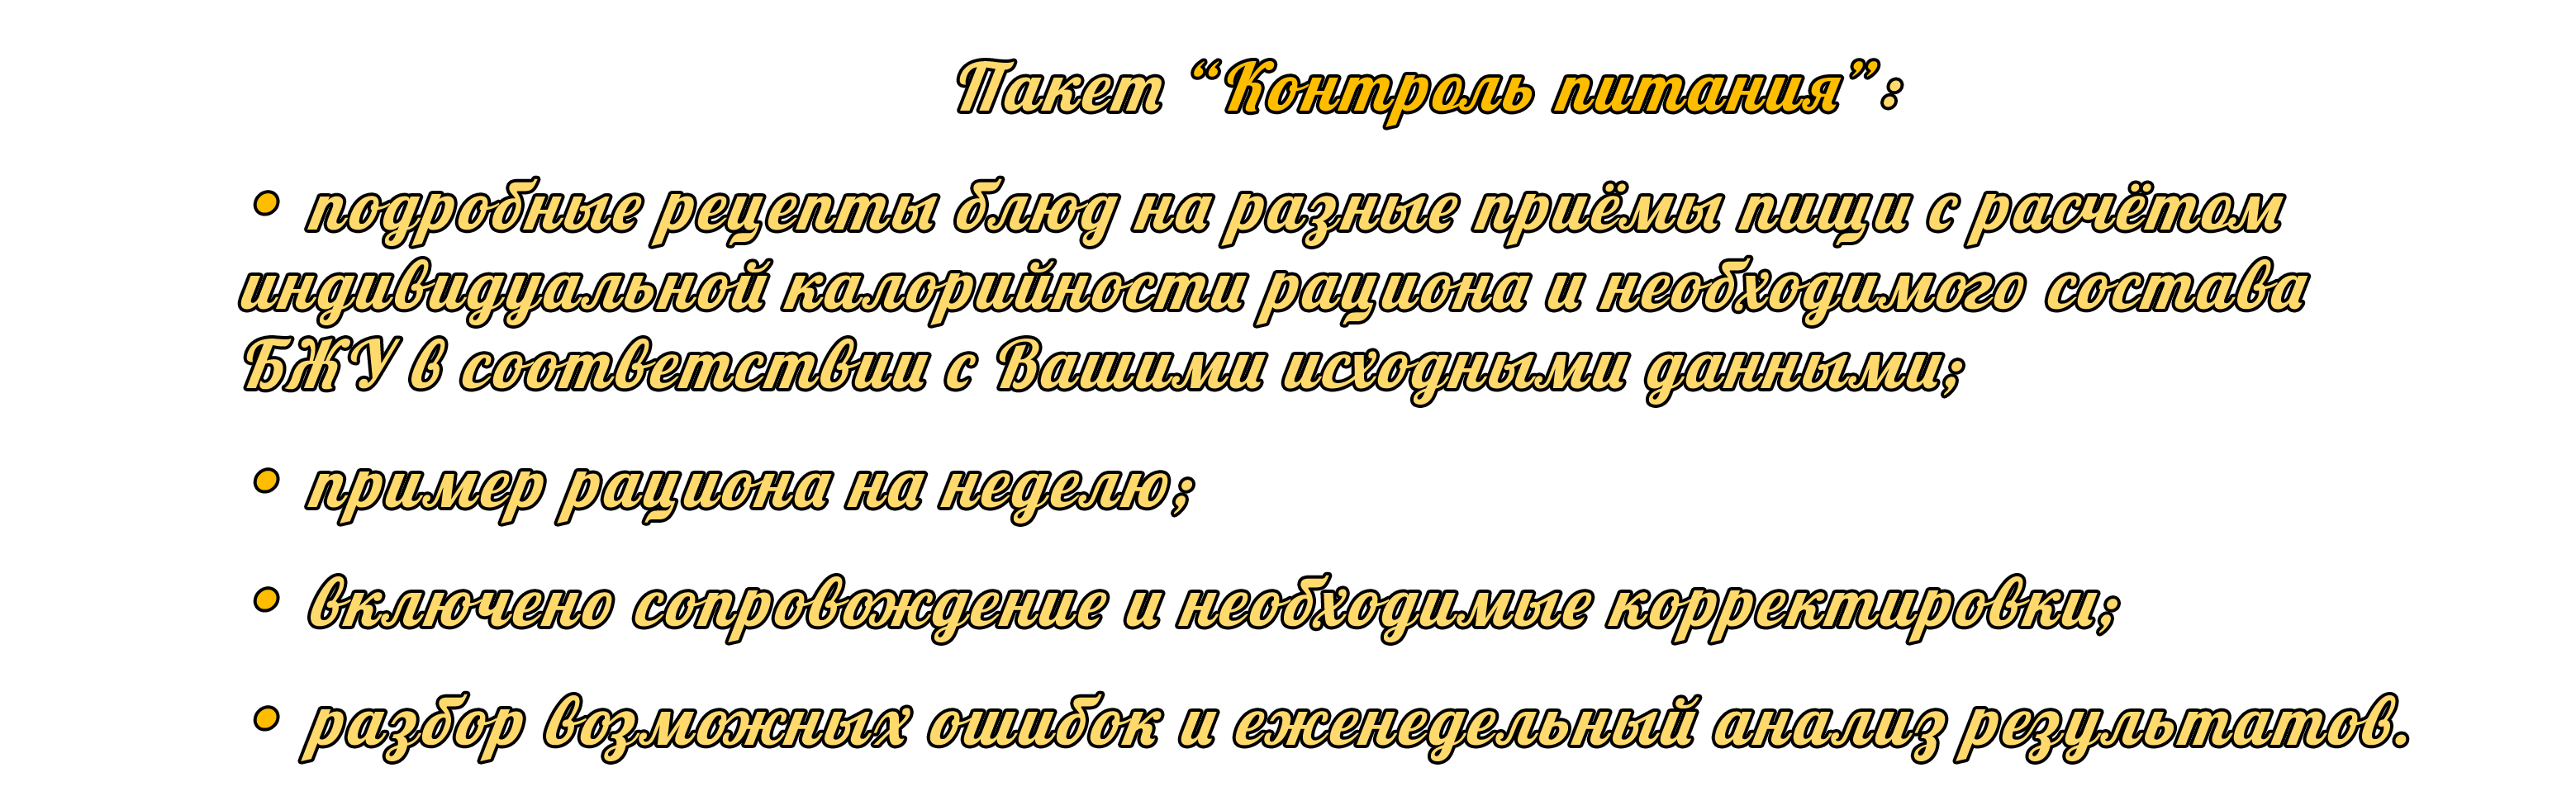 Пакет “Контроль питания”:
• подробные рецепты блюд на разные приёмы пищи с расчётом
индивидуальной калорийности рациона и необходимого состава
БЖУ в соответствии с Вашими исходными данными;
• пример рациона на неделю;
• включено сопровождение и необходимые корректировки;
• разбор возможных ошибок и еженедельный анализ результатов.